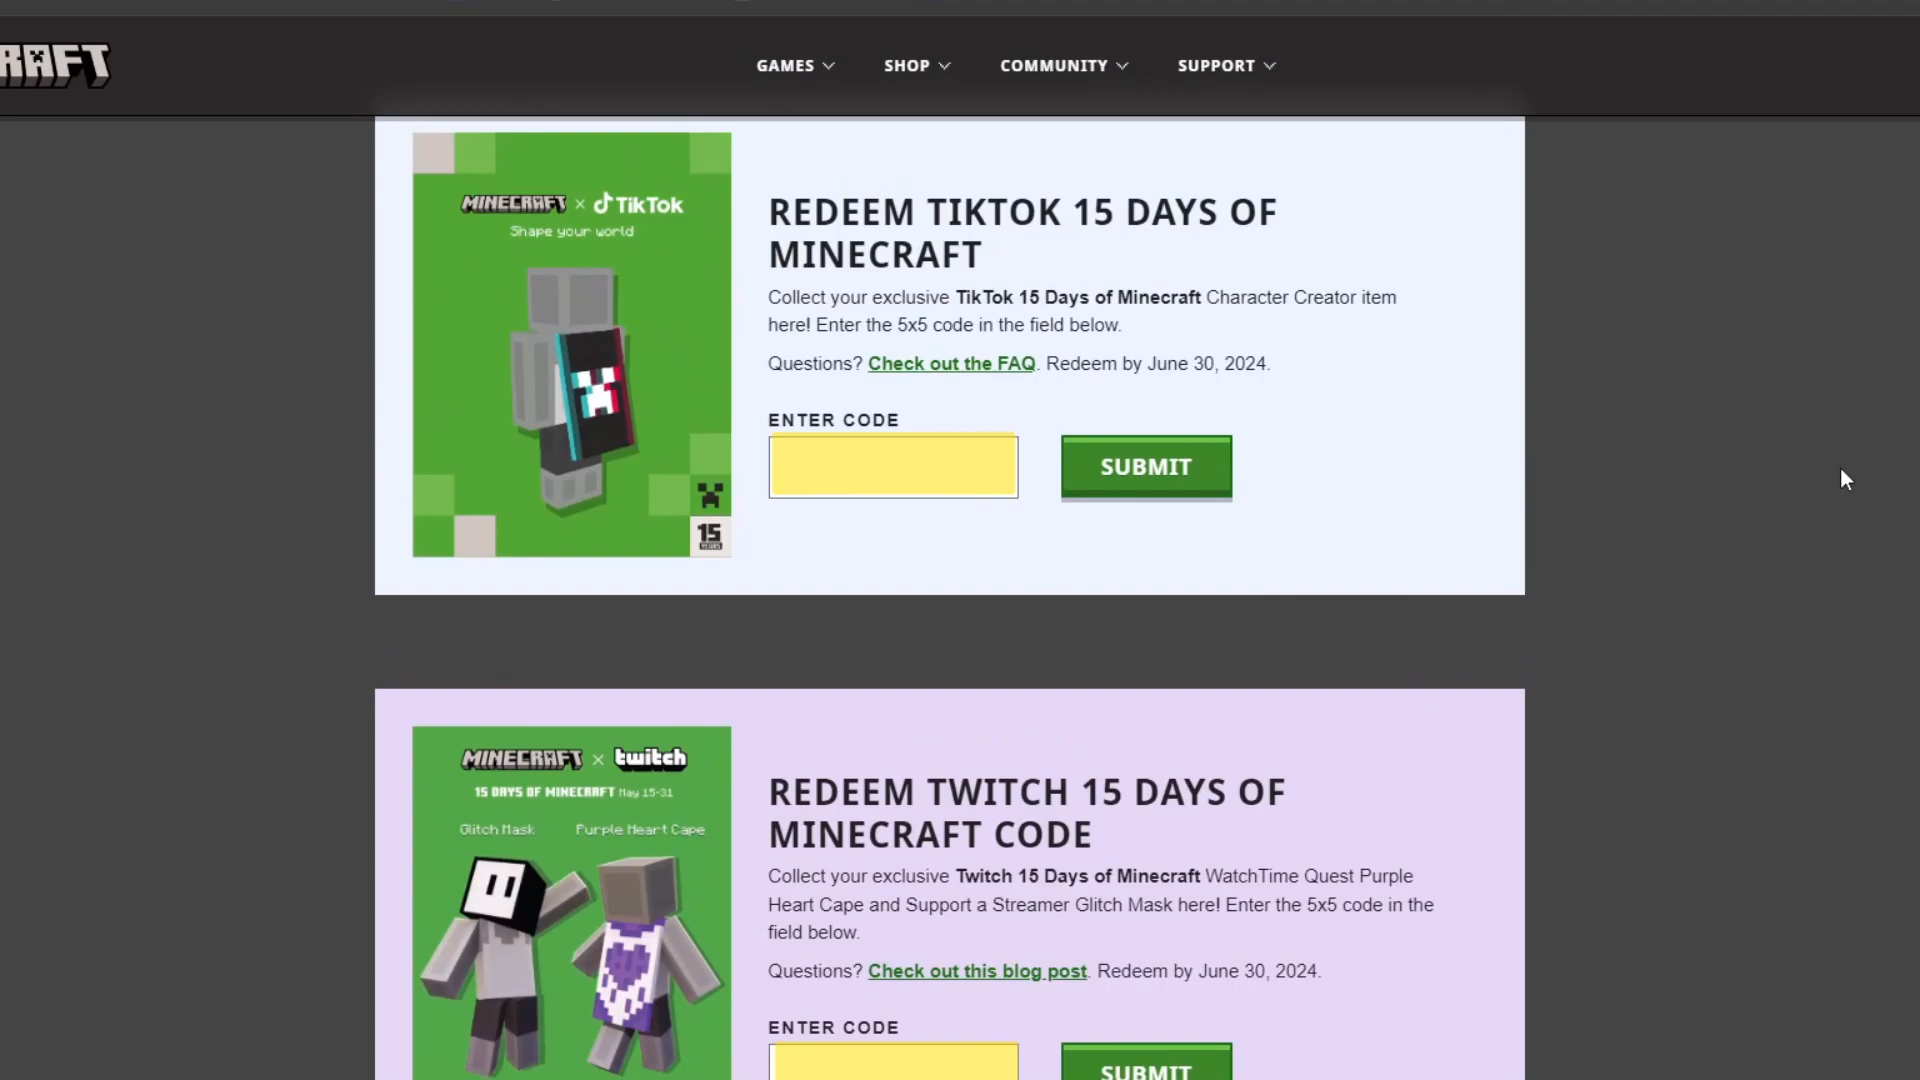 RAFT
GAMES
SHOP
COMMUNITY
SUPPORT
MINECRAFT × TikTok
Shape your world
15
YEARS
REDEEM TIKTOK 15 DAYS OF
MINECRAFT
Collect your exclusive TikTok 15 Days of Minecraft Character Creator item
here! Enter the 5x5 code in the field below.
Questions? Check out the FAQ. Redeem by June 30, 2024.
ENTER CODE
SUBMIT
MINECRAFT × twitch
15 DAYS OF MINECRAFT May 15-31
Glitch Mask
Purple Heart Cape
REDEEM TWITCH 15 DAYS OF
MINECRAFT CODE
Collect your exclusive Twitch 15 Days of Minecraft WatchTime Quest Purple
Heart Cape and Support a Streamer Glitch Mask here! Enter the 5x5 code in the
field below.
Questions? Check out this blog post. Redeem by June 30, 2024.
ENTER CODE
SUBMIT